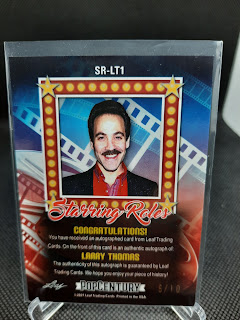 SR-LT1
Starring Roles
CONGRATULATIONS!
You have received an autographed card from Leaf Trading
Cards. On the front of this card is an authentic autograph of
LARRY THOMAS
The authenticity of this autograph is guaranteed by Leaf
Trading Cards. We hope you enjoy your piece of history!
Leaf
POPCENTURY
Leaf Trading Cards. Printed in the USA